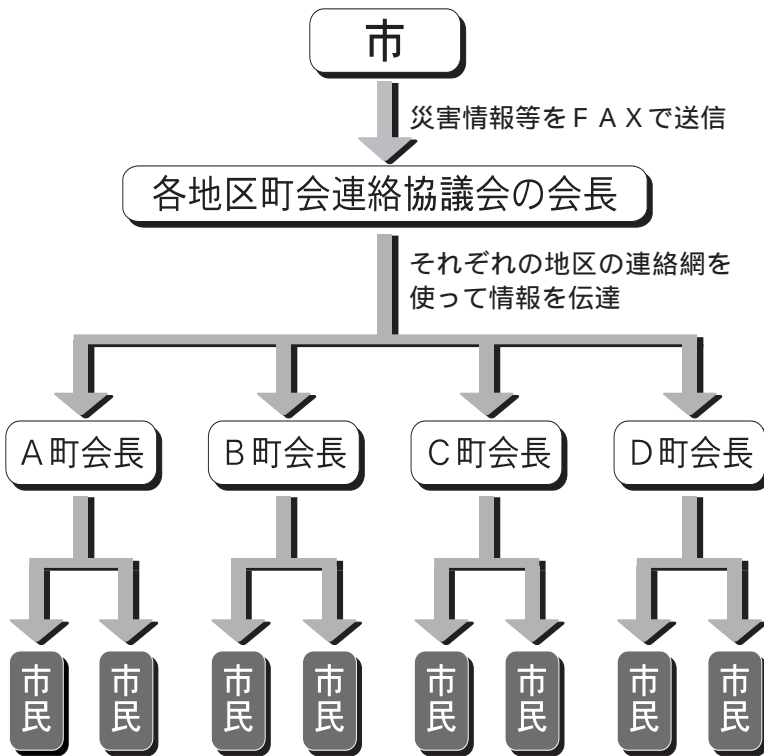 市
災害情報等をＦＡＸで送信
各地区町会連絡協議会の会長
それぞれの地区の連絡網を
使って情報を伝達
Ａ町会長
Ｂ町会長
Ｃ町会長
Ｄ町会長
市民
市民
市民
市民
市民
市民
市民
市民